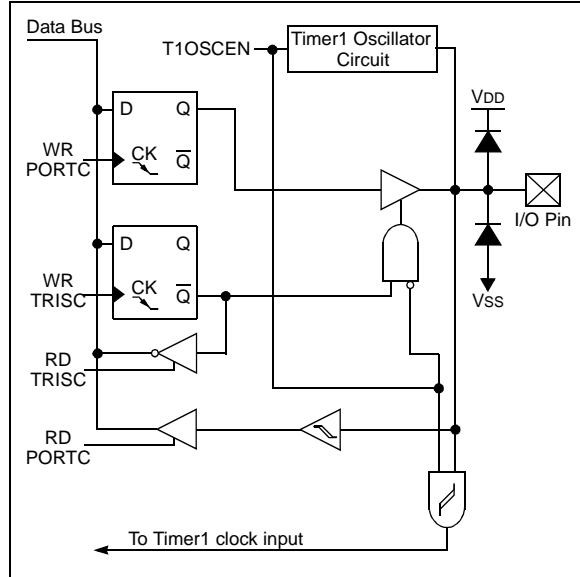 Data Bus
T1OSCEN
Timer1 Oscillator
Circuit
VDD
D
Q
WR
PORTC
CK
Q
I/O Pin
D
Q
WR
TRISC
CK
Q
VSS
RD
TRISC
RD
PORTC
To Timer1 clock input